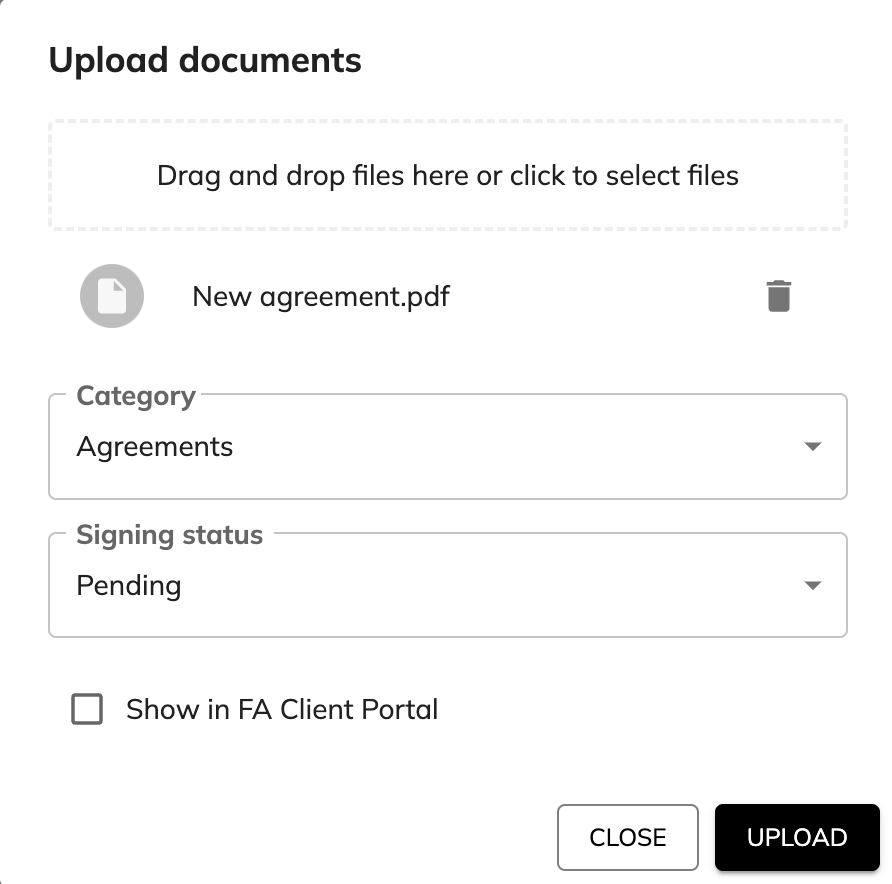 Upload documents
Drag and drop files here or click to select files
New agreement.pdf
Category
Agreements
Signing status
Pending
Show in FA Client Portal
CLOSE
UPLOAD